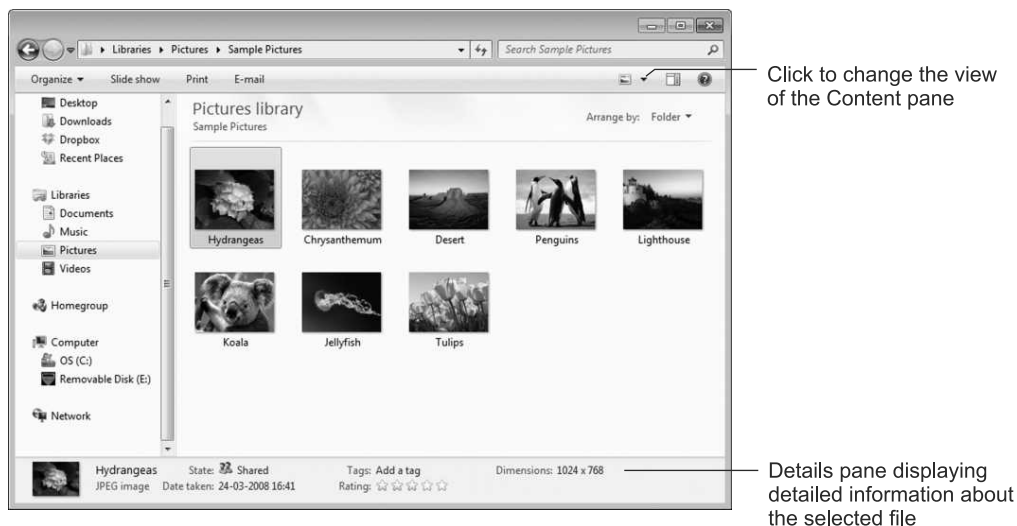 Libraries Pictures Sample Pictures
Search Sample Pictures
Organize Slide show Print E-mail
Click to change the view
of the Content pane
Desktop
Downloads
Dropbox
Recent Places
Libraries
Documents
Music
Pictures
Videos
Homegroup
Computer
OS (C:)
Removable Disk (E:)
Network
Pictures library
Sample Pictures
Arrange by: Folder
Hydrangeas Chrysanthemum Desert Penguins Lighthouse
Koala Jellyfish Tulips
Hydrangeas State: Shared Tags: Add a tag Dimensions: 1024 x 768
JPEG image Date taken: 24-03-2008 16:41 Rating:
Details pane displaying
detailed information about
the selected file